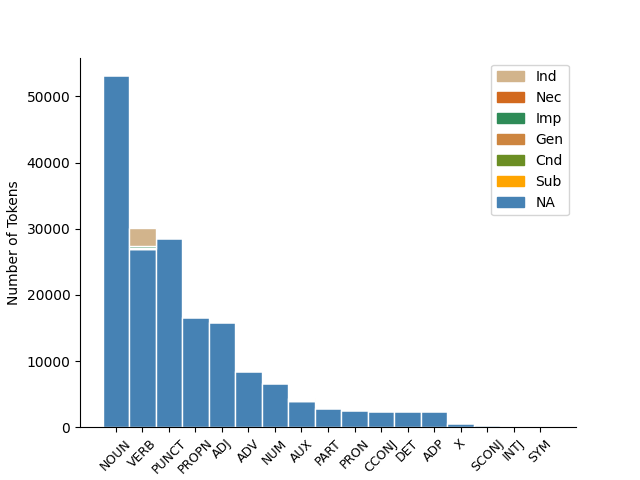 Number of Tokens
50000
40000
30000
20000
10000
0
NOUN
VERB
PUNCT
PROPN
ADJ
ADV
NUM
AUX
PART
PRON
CCONJ
DET
ADP
X
SCONJ
INTJ
SYM
Ind
Nec
Imp
Gen
Cnd
Sub
NA